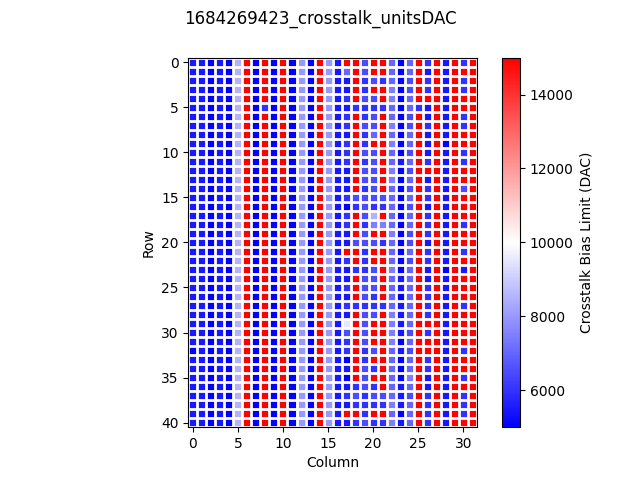 1684269423_crosstalk_unitsDAC
0
5
10
15
20
25
30
35
40
Row
0 5 10 15 20 25 30
Column
14000
12000
10000
8000
6000
Crosstalk Bias Limit (DAC)